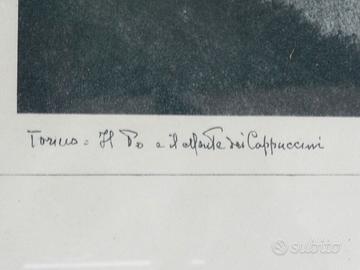 Torino = Il Po e il Monte dei Cappuccini
subito